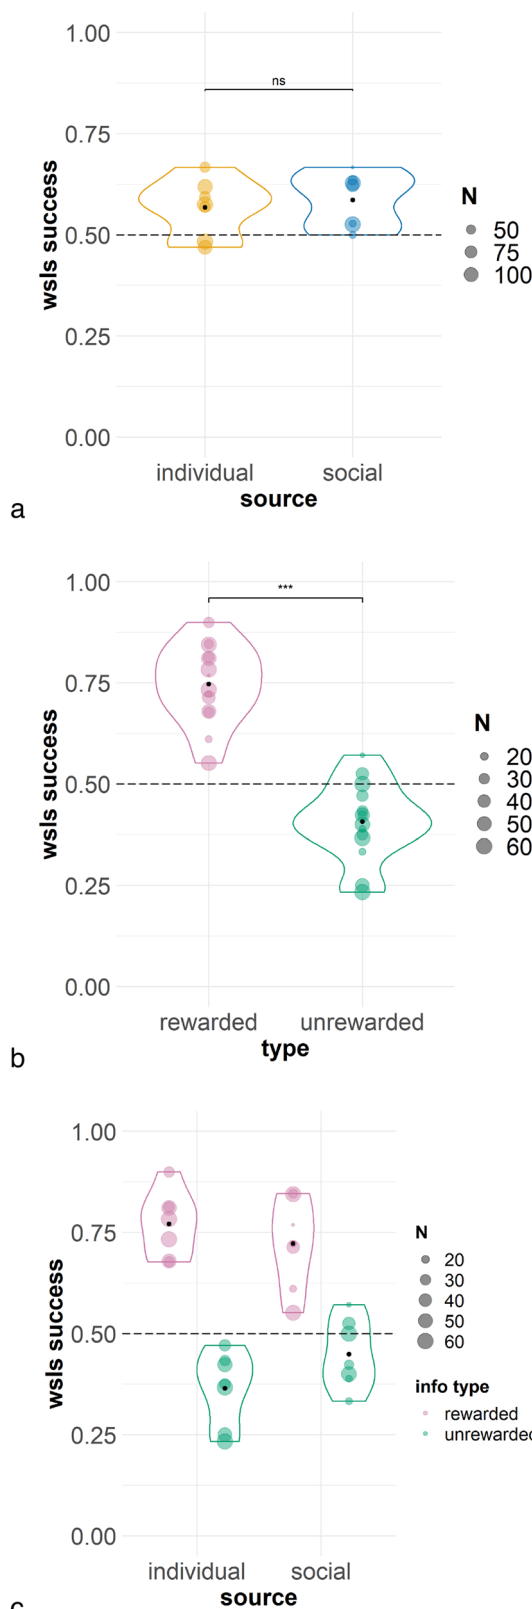 1.00
ns
0.75
wsls success
N
0.50
50
75
100
0.25
0.00
individual social
source
a
1.00
***
0.75
wsls success
N
0.50
20
30
40
50
60
0.25
0.00
rewarded unrewarded
type
b
1.00
0.75
wsls success
N
20
30
40
50
60
0.50
info type
rewarded
unrewarded
0.25
0.00
individual social
source
c